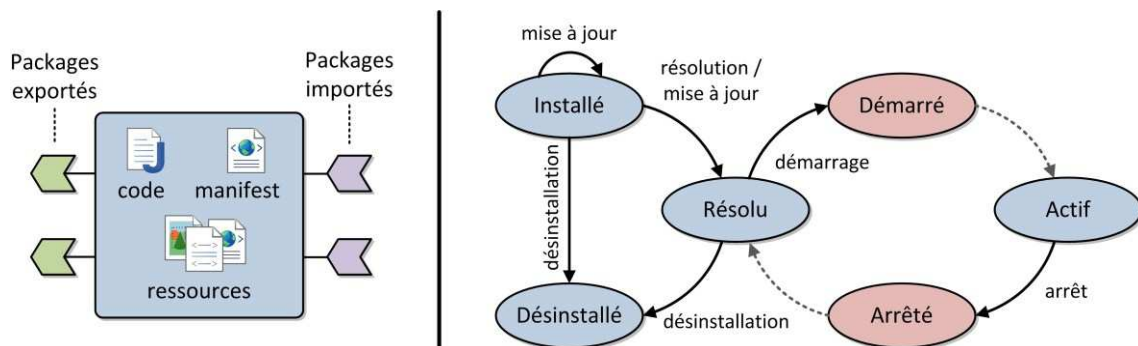 Packages
exportés
Packages
importés
code
manifest
ressources
mise à jour
Installé
résolution /
mise à jour
Démarré
démarrage
désinstallation
Résolu
Actif
Désinstallé
désinstallation
Arrêté
arrêt